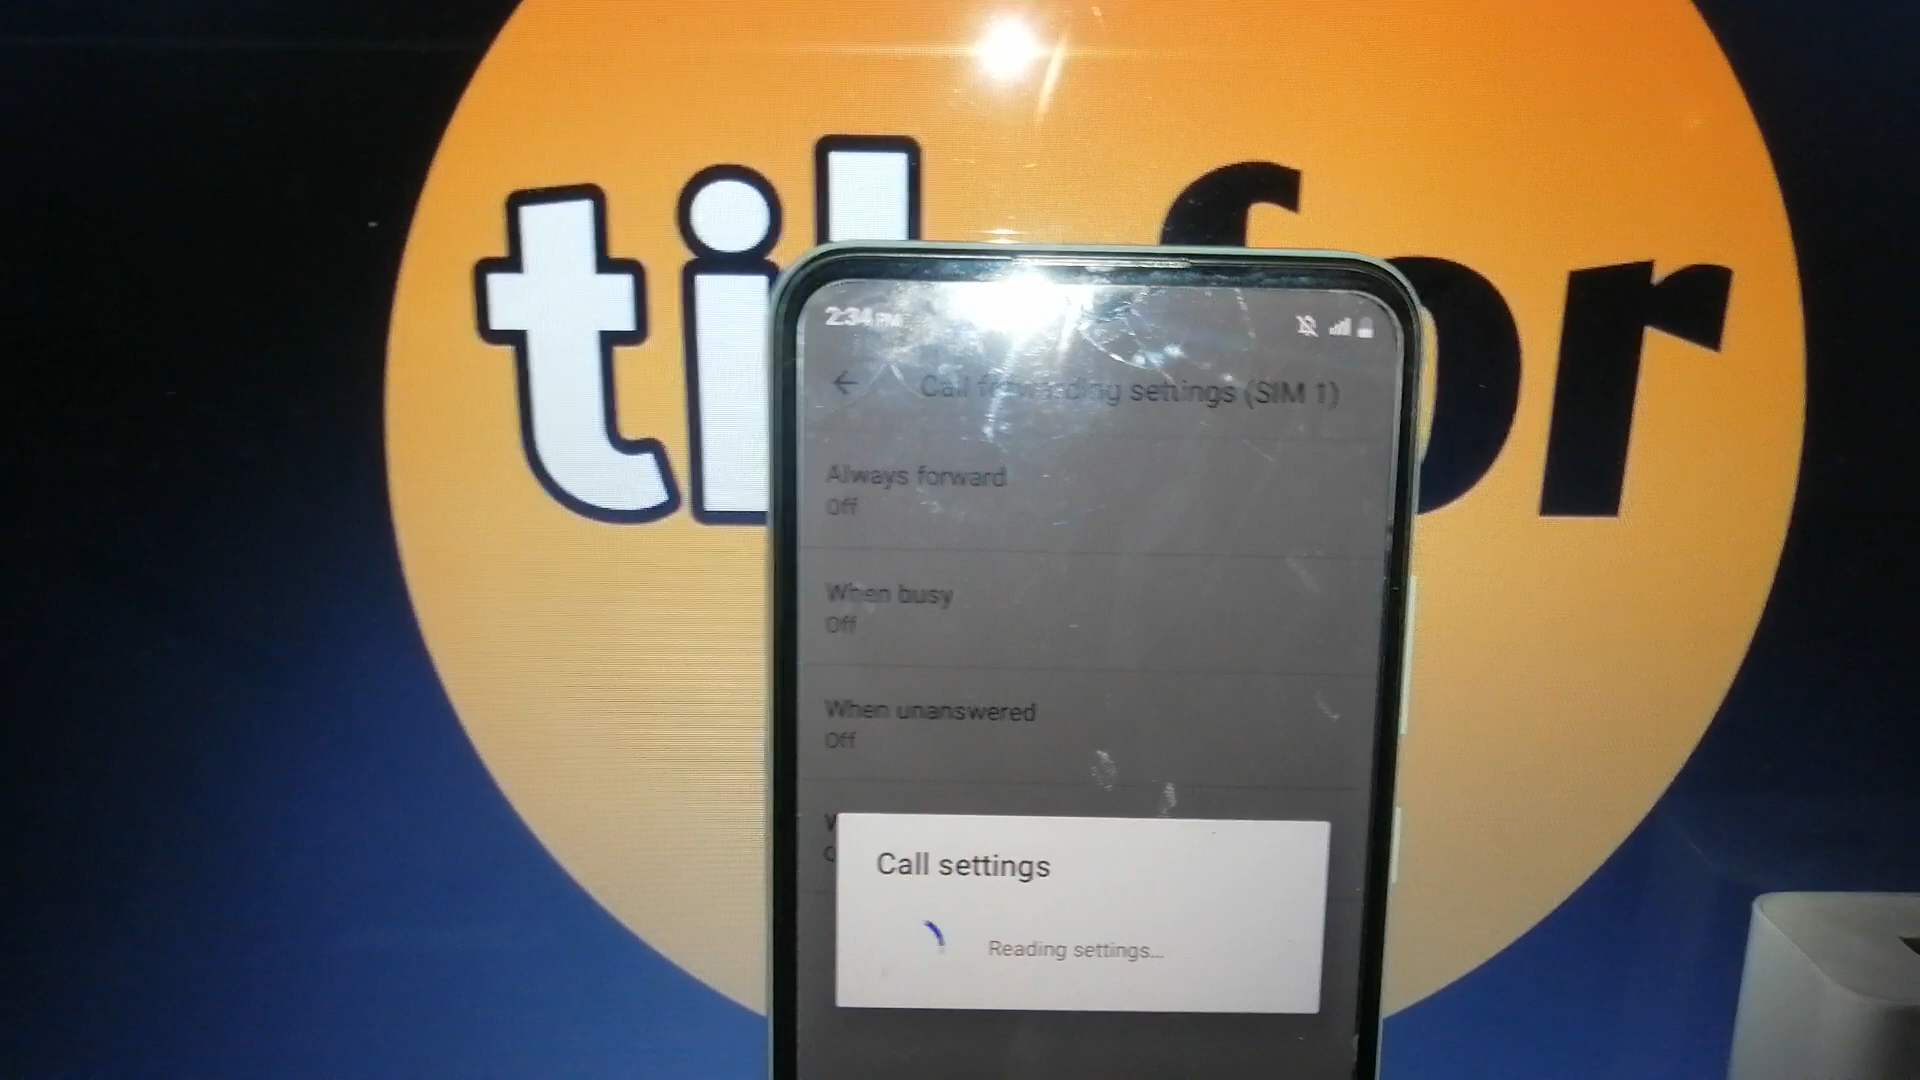 for
2:34 PM
Call forwarding settings (SIM 1)
Always forward
Off
When busy
Off
When unanswered
Off
Call settings
Reading settings...